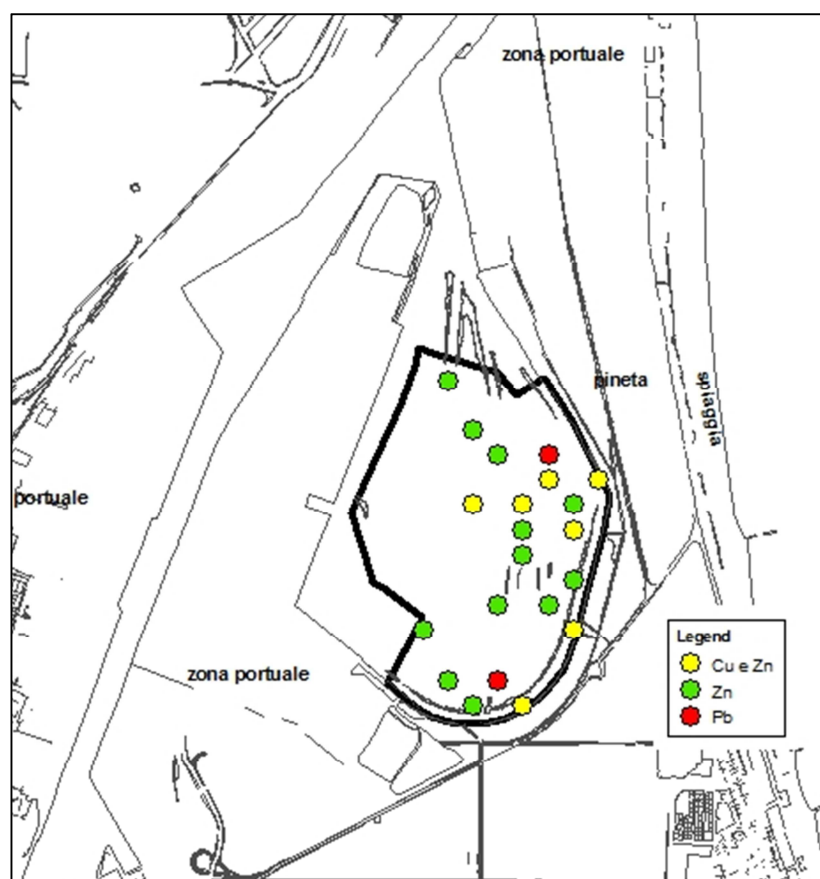 zona portuale
pineta
spiaggia
portuale
zona portuale
Legend
Cu e Zn
Zn
Pb